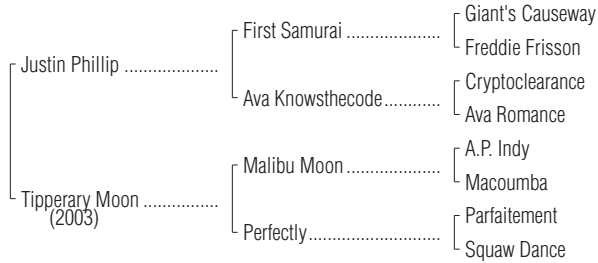 Giant's Causeway
First Samurai ....................
Freddie Frisson
Justin Phillip ....................
Cryptoclearance
Ava Knowsthecode............
Ava Romance
A.P. Indy
Malibu Moon ....................
Macoumba
Tipperary Moon ................
(2003)
Parfaitement
Perfectly............................
Squaw Dance